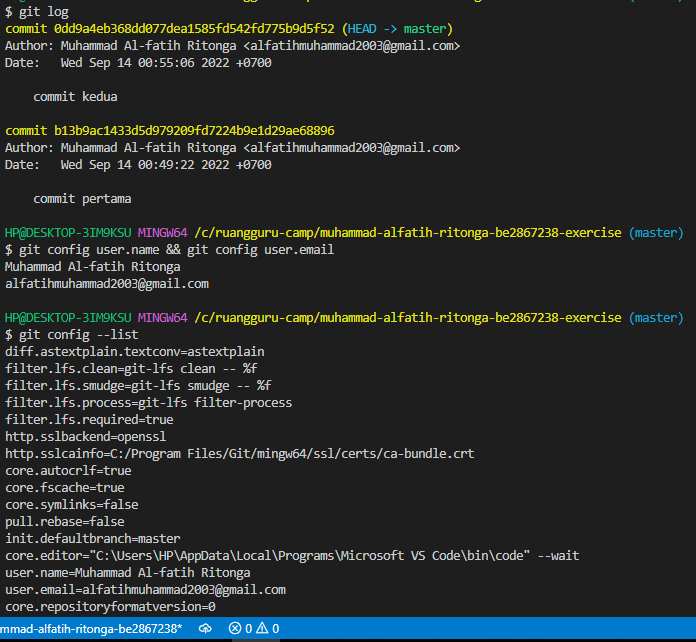 $ git log
commit 0dd9a4eb368dd077dea1585fd542fd775b9d5f52 (HEAD -> master)
Author: Muhammad Al-fatih Ritonga <alfatihmuhammad2003@gmail.com>
Date:   Wed Sep 14 00:55:06 2022 +0700
    commit kedua
commit b13b9ac1433d5d979209fd7224b9e1d29ae68896
Author: Muhammad Al-fatih Ritonga <alfatihmuhammad2003@gmail.com>
Date:   Wed Sep 14 00:49:22 2022 +0700
    commit pertama
HP@DESKTOP-3IM9KSU MINGW64 /c/ruangguru-camp/muhammad-alfatih-ritonga-be2867238-exercise (master)
$ git config user.name && git config user.email
Muhammad Al-fatih Ritonga
alfatihmuhammad2003@gmail.com
HP@DESKTOP-3IM9KSU MINGW64 /c/ruangguru-camp/muhammad-alfatih-ritonga-be2867238-exercise (master)
$ git config --list
diff.astextplain.textconv=astextplain
filter.lfs.clean=git-lfs clean -- %f
filter.lfs.smudge=git-lfs smudge -- %f
filter.lfs.process=git-lfs filter-process
filter.lfs.required=true
http.sslbackend=openssl
http.sslcainfo=C:/Program Files/Git/mingw64/ssl/certs/ca-bundle.crt
core.autocrlf=true
core.fscache=true
core.symlinks=false
pull.rebase=false
init.defaultbranch=master
core.editor="C:\Users\HP\AppData\Local\Programs\Microsoft VS Code\bin\code" --wait
user.name=Muhammad Al-fatih Ritonga
user.email=alfatihmuhammad2003@gmail.com
core.repositoryformatversion=0
mmad-alfatih-ritonga-be2867238* 0 0